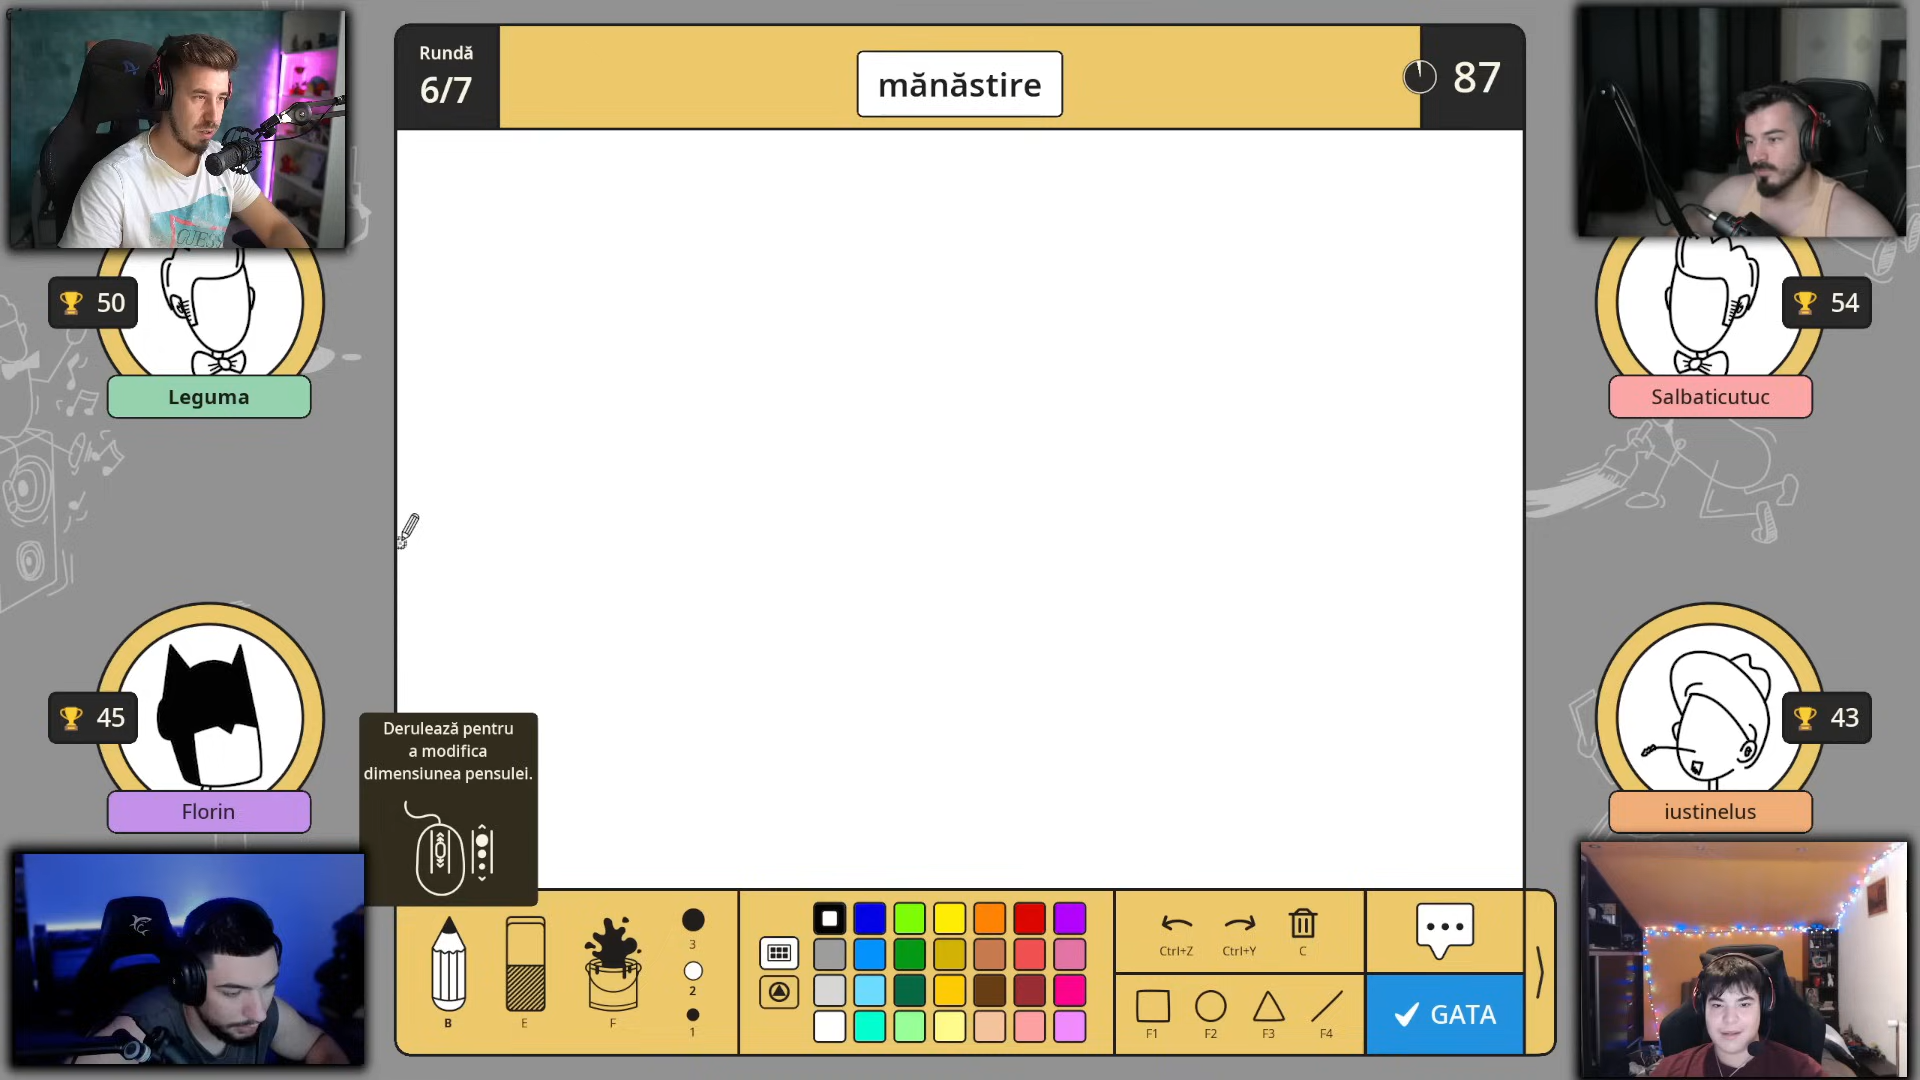 Rundă
6/7
mănăstire
87
GUESS
50
54
Leguma
Salbaticutuc
45
43
Florin
iustinelus
Derulează pentru
a modifica
dimensiunea pensulei.
3
2
1
B
E
F
Ctrl+Z
Ctrl+Y
C
F1
F2
F3
F4
GATA